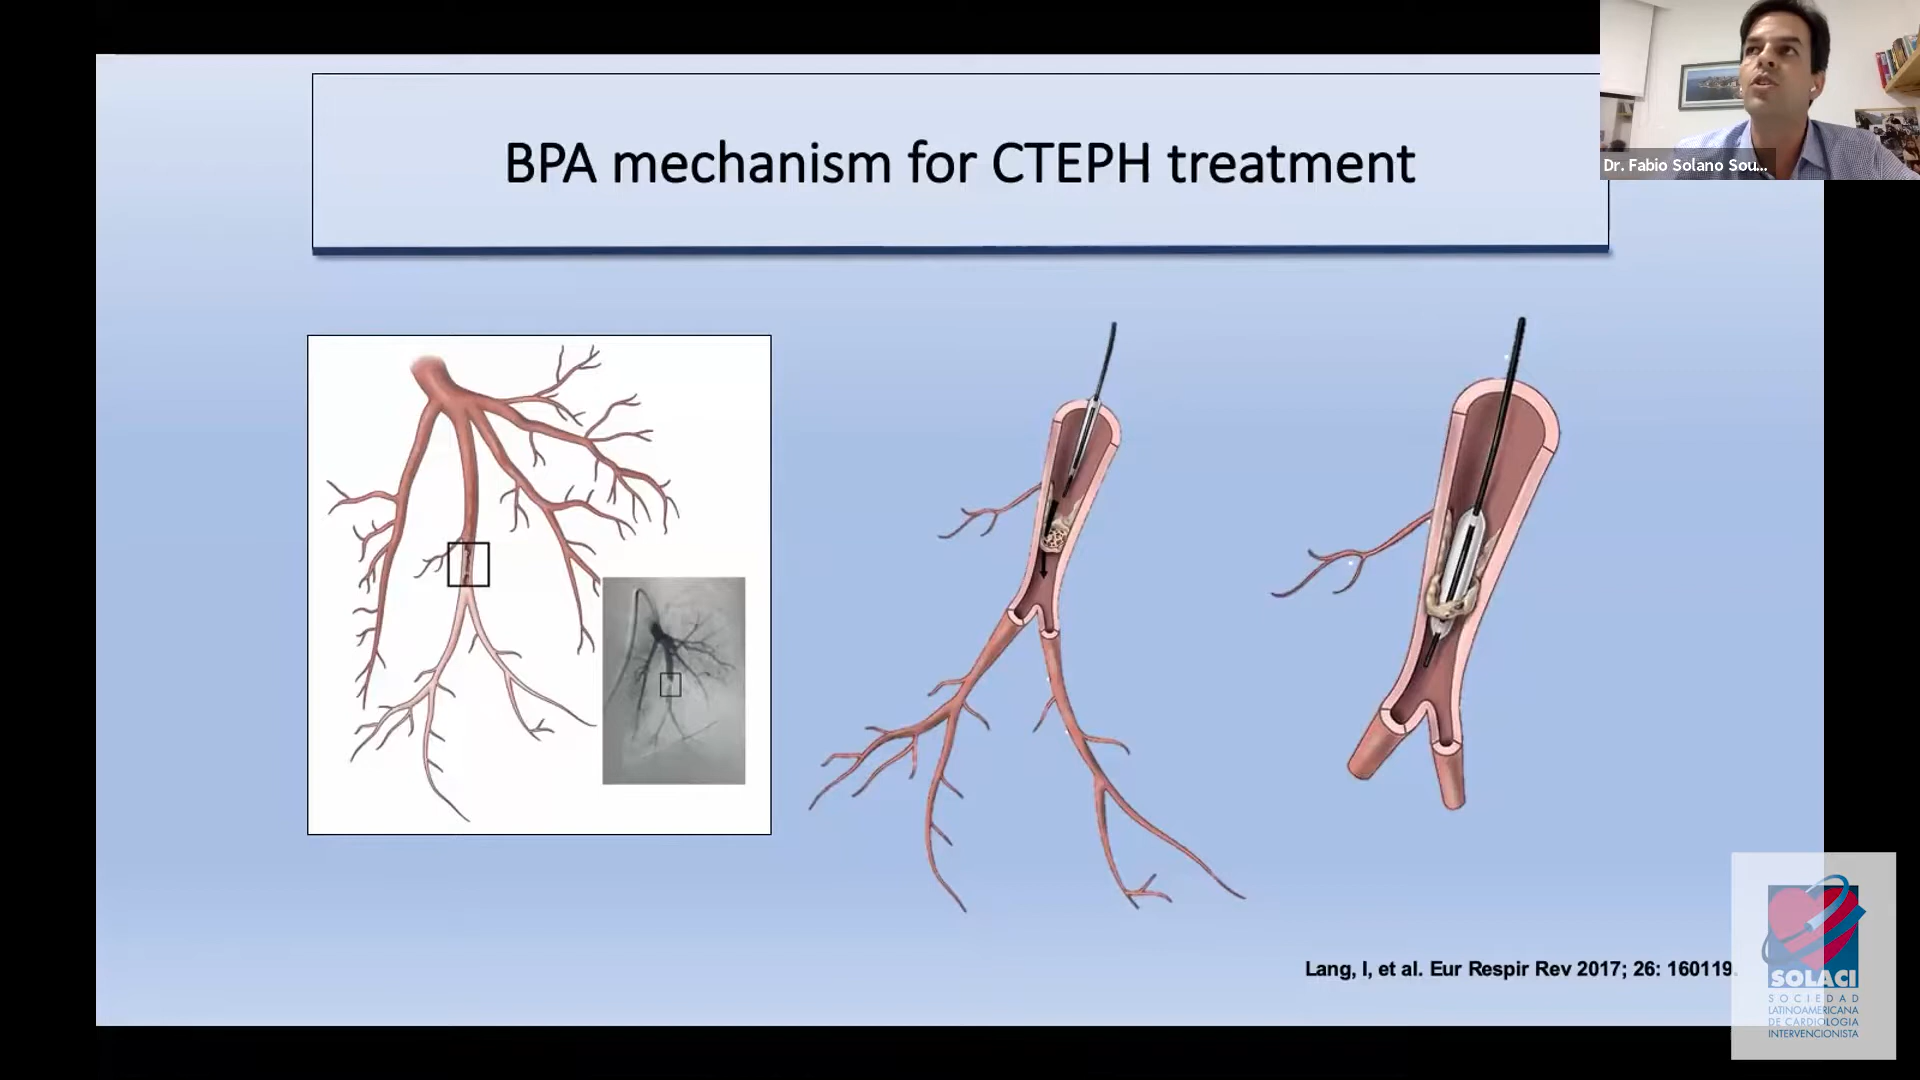 BPA mechanism for CTEPH treatment
Dr. Fabio Solano Sou...
Lang, I, et al. Eur Respir Rev 2017; 26: 160119.
SOLACI
SOCIEDAD
LATINOAMERICANA
DE CARDIOLOGIA
INTERVENCIONISTA